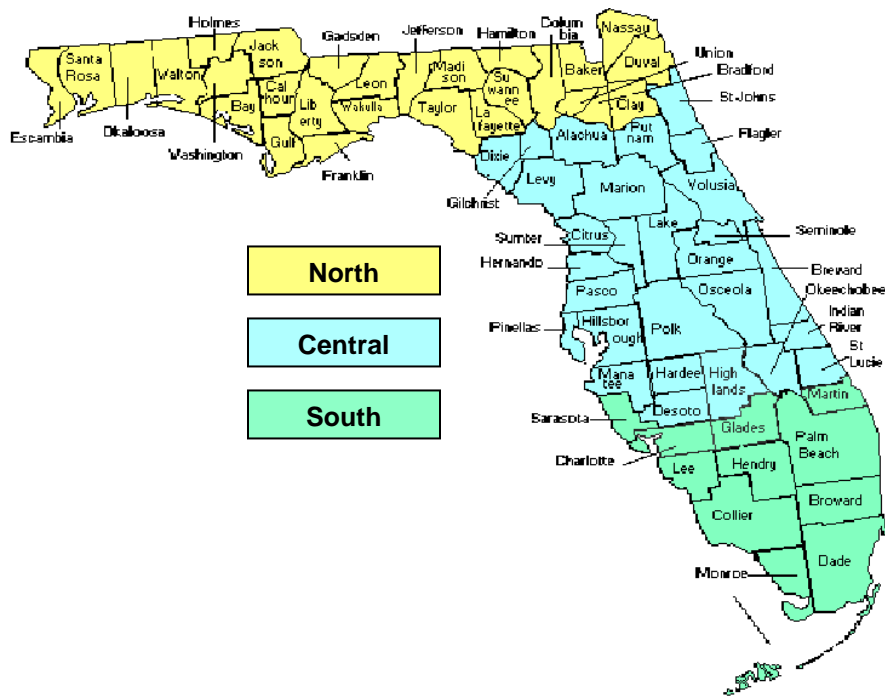 Holmes
Jefferson
Hamilton
Colum
bia
Nassau
Gadsden
Jack
son
Union
Santa
Rosa
Walton
Madi
son
Baker
Duval
Bradford
Leon
Su
wann
ee
Cal
houn
Lib
erty
Wakulla
Bay
Taylor
La
fayette
Clay
St Johns
Escambia
Okaloosa
Washington
Gulf
Franklin
Dixie
Alachua
Put
nam
Flagler
Gilchrist
Levy
Marion
Volusia
Lake
Citrus
Sumter
Seminolle
Orange
Hernando
Brevard
North
Pasco
Osceola
Okeechobee
Pinellas
Hillsbor
ough
Polk
Indian
River
Central
St
Lucie
Mana
tee
Hardee
High
lands
Martin
South
Sarasota
Desoto
Glades
Palm
Beach
Charlotte
Lee
Hendry
Broward
Collier
Dade
Monroe